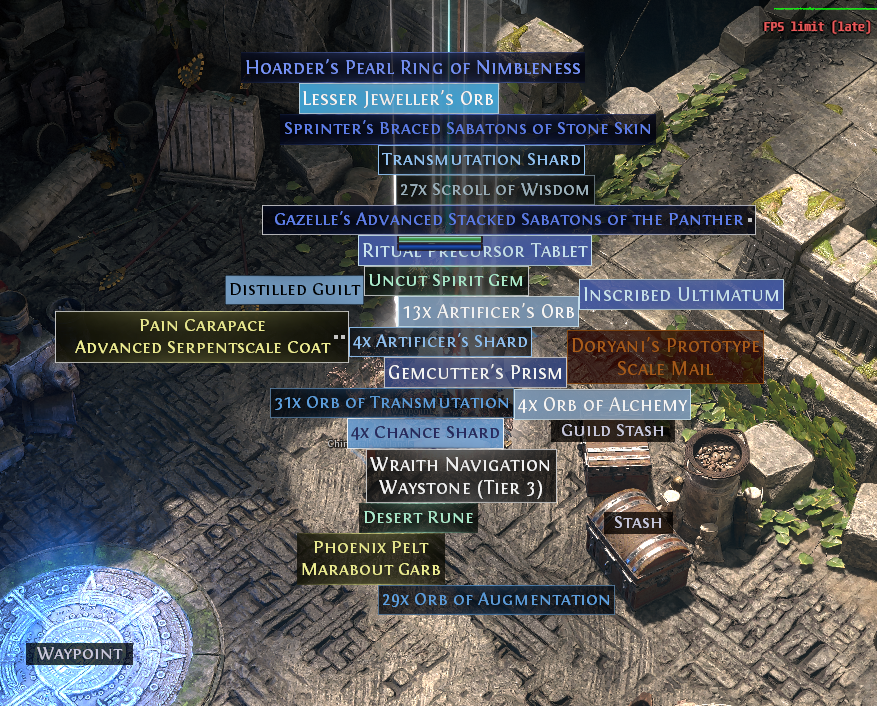 FPS limit [late]
Hoarder's Pearl Ring of Nimbleness
Lesser Jeweller's Orb
Sprinter's Braced Sabatons of Stone Skin
Transmutation Shard
27x Scroll of Wisdom
Gazelle's Advanced Stacked Sabatons of the Panther
Ritual Precursor Tablet
Uncut Spirit Gem
Distilled Guilt
Inscribed Ultimatum
13x Artificer's Orb
Pain Carapace
Advanced Serpentscale Coat
4x Artificer's Shard
Doryani's Prototype
Scale Mail
Gemcutter's Prism
31x Orb of Transmutation
4x Orb of Alchemy
4x Chance Shard
Guild Stash
Wraith Navigation
Waystone (Tier 3)
Desert Rune
Stash
Phoenix Pelt
Marabout Garb
29x Orb of Augmentation
Waypoint